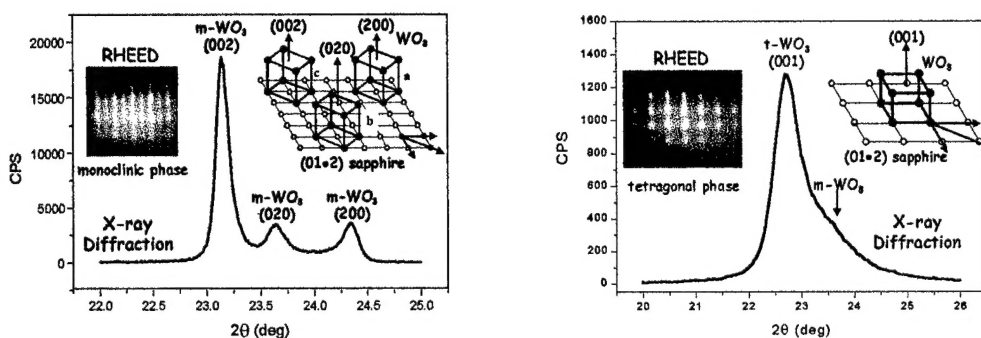 m-WO₃
(002)
(002)
(200)
WO₃
(020)
c
a
b
RHEED
monoclinic phase
(01•2) sapphire
m-WO₃
(020)
m-WO₃
(200)
X-ray
Diffraction
CPS
20000
15000
10000
5000
0
22.0 22.5 23.0 23.5 24.0 24.5 25.0
2θ (deg)
t-WO₃
(001)
(001)
WO₃
RHEED
tetragonal phase
(01•2) sapphire
m-WO₃
X-ray
Diffraction
CPS
1600
1400
1200
1000
800
600
400
200
0
20 21 22 23 24 25 26
2θ (deg)